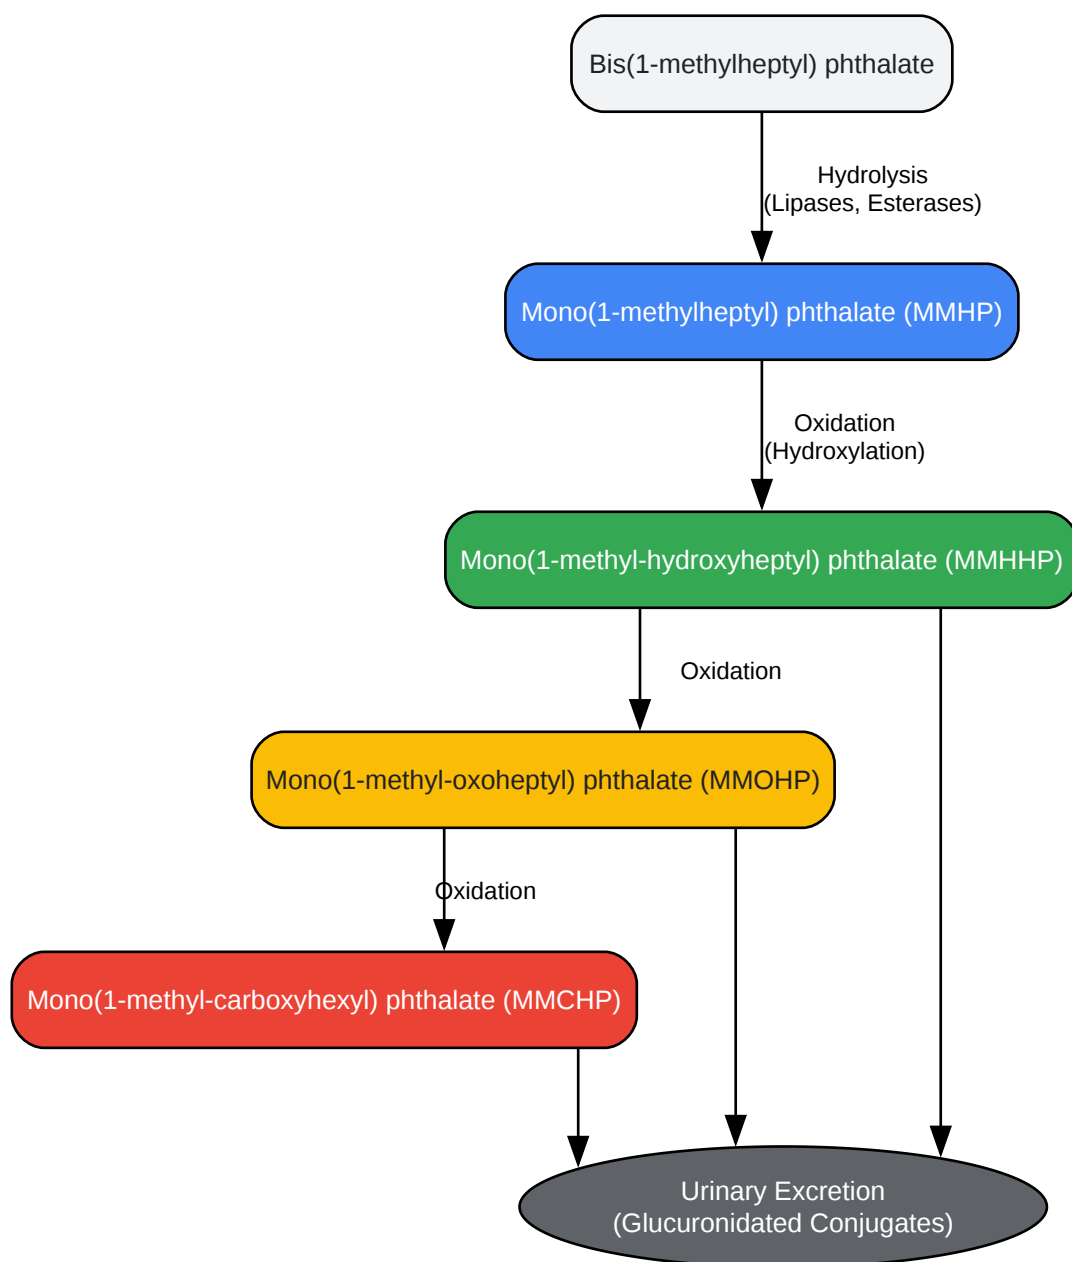 Bis(1-methylheptyl) phthalate
Hydrolysis
(Lipases, Esterases)
Mono(1-methylheptyl) phthalate (MMHP)
Oxidation
(Hydroxylation)
Mono(1-methyl-hydroxyheptyl) phthalate (MMHHP)
Oxidation
Mono(1-methyl-oxoheptyl) phthalate (MMOHP)
Oxidation
Mono(1-methyl-carboxyhexyl) phthalate (MMCHP)
Urinary Excretion
(Glucuronidated Conjugates)